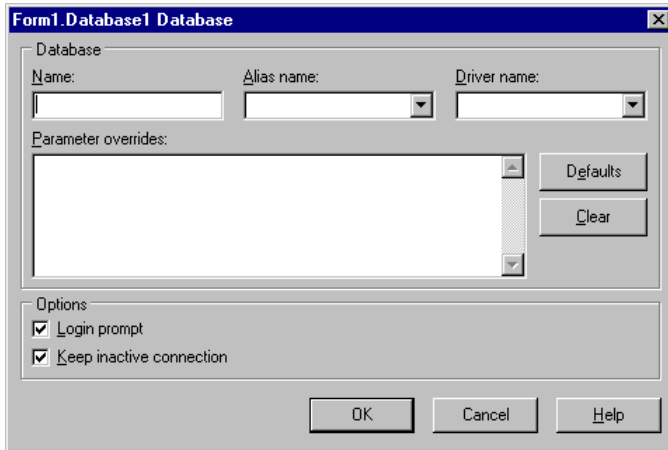 Form1.Database1 Database
Database
Name: Alias name: Driver name:
Parameter overrides:
Defaults
Clear
Options
Login prompt
Keep inactive connection
OK Cancel Help